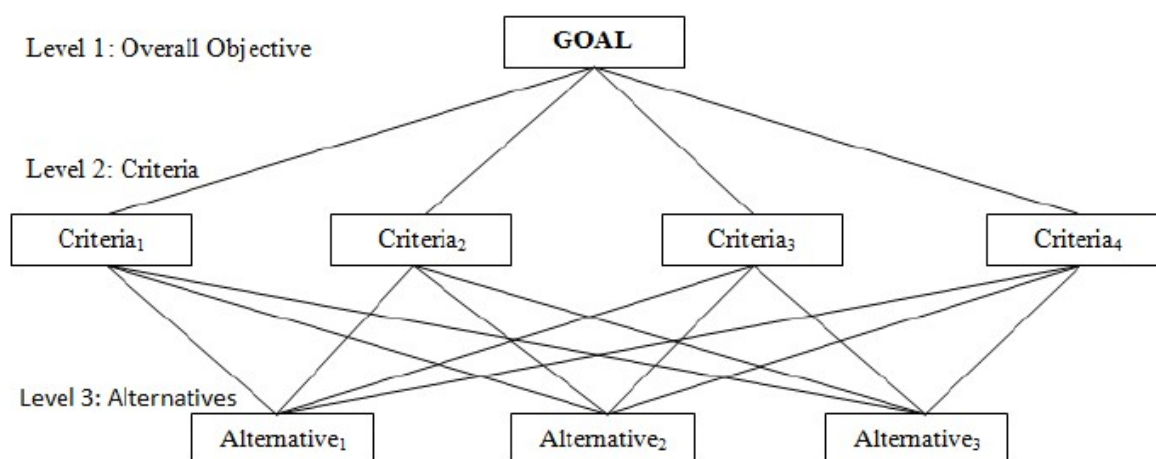 GOAL
Level 1: Overall Objective
Level 2: Criteria
Criteria₁
Criteria₂
Criteria₃
Criteria₄
Level 3: Alternatives
Alternative₁
Alternative₂
Alternative₃